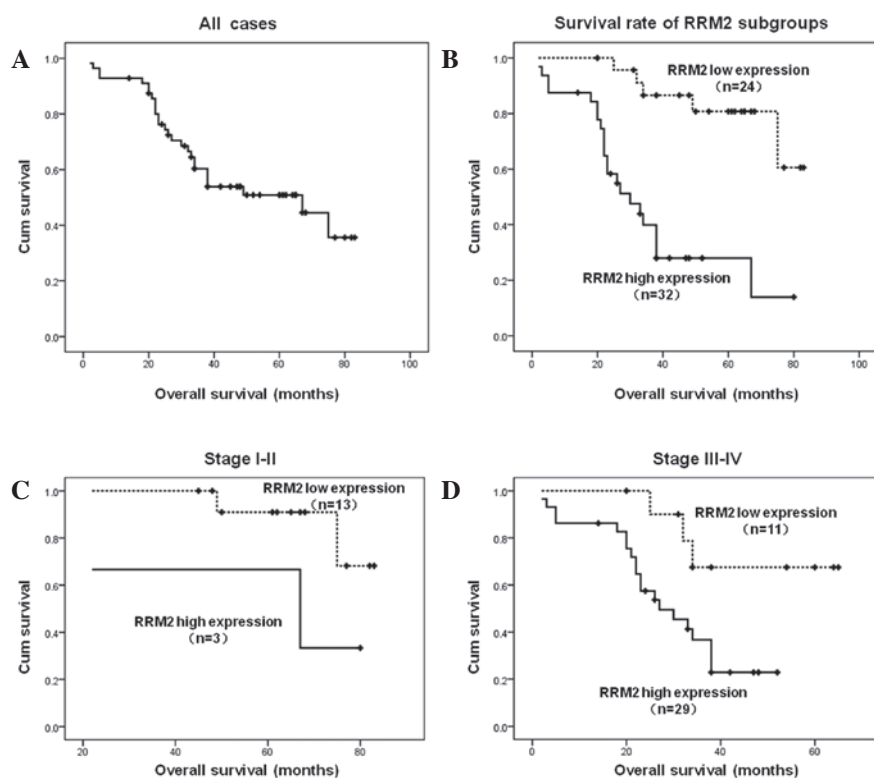 A
All cases
Cum survival
1.0
0.8
0.6
0.4
0.2
0.0
0
20
40
60
80
100
Overall survival (months)
B
Survival rate of RRM2 subgroups
Cum survival
1.0
0.8
0.6
0.4
0.2
0.0
RRM2 low expression
(n=24)
RRM2 high expression
(n=32)
0
20
40
60
80
100
Overall survival (months)
C
Stage I-II
Cum survival
1.0
0.8
0.6
0.4
0.2
0.0
RRM2 low expression
(n=13)
RRM2 high expression
(n=3)
20
40
60
80
Overall survival (months)
D
Stage III-IV
Cum survival
1.0
0.8
0.6
0.4
0.2
0.0
RRM2 low expression
(n=11)
RRM2 high expression
(n=29)
0
20
40
60
Overall survival (months)